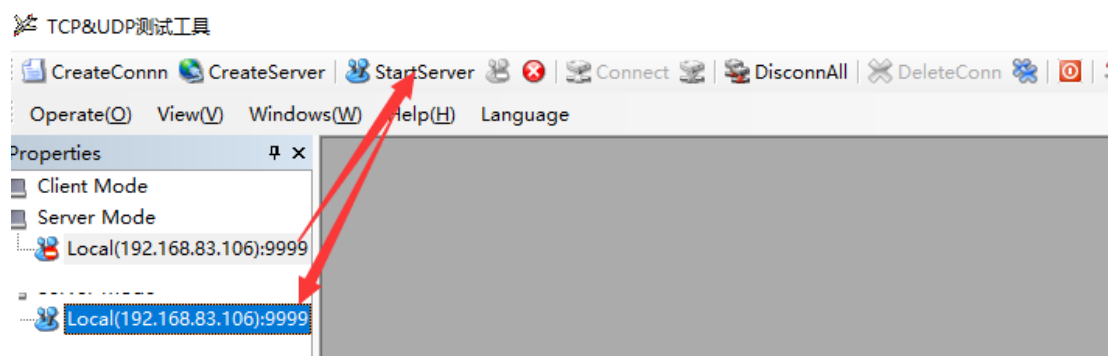 TCP&UDP测试工具
CreateConnn CreateServer StartServer Connect DisconnAll DeleteConn
Operate(O) View(V) Windows(W) Help(H) Language
Properties
Client Mode
Server Mode
Local(192.168.83.106):9999
Local(192.168.83.106):9999